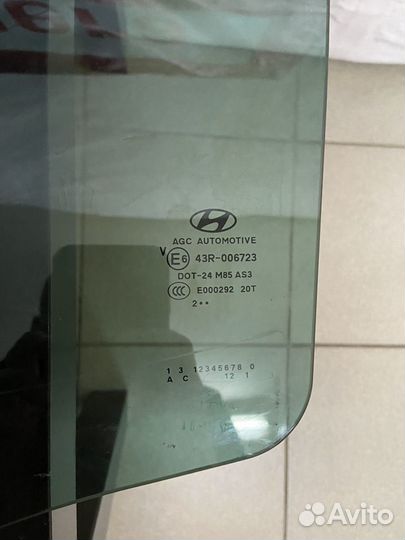 AGC AUTOMOTIVE
V E6 43R-006723
DOT-24 M85 AS3
CCC E000292 20T
2**
1 3 12345678 0
A C 12 1
Avito